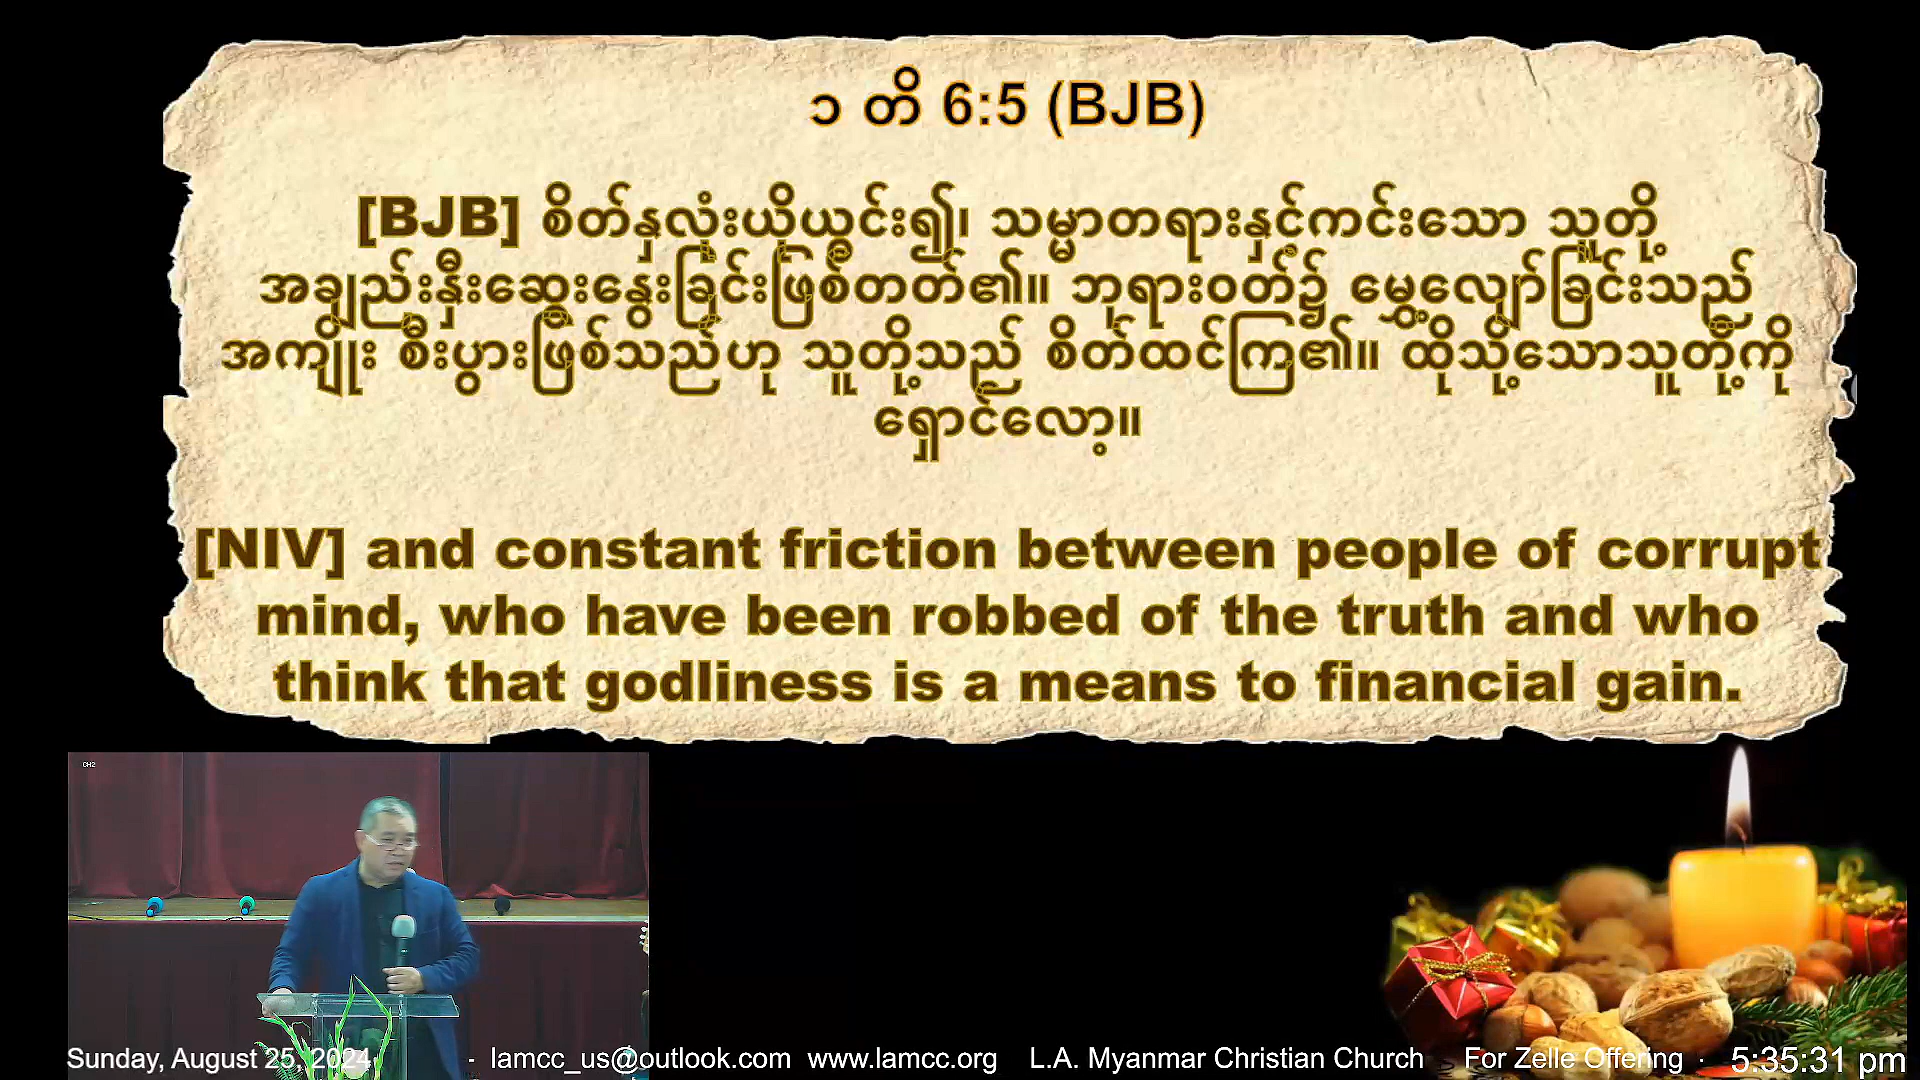 ၁ တိ 6:5 (BJB)
[BJB] စိတ်နှလုံးယိုယွင်း၍၊ သမ္မာတရားနှင့်ကင်းသော သူတို့
အချည်းနှီးဆွေးနွေးခြင်းဖြစ်တတ်၏။ ဘုရားဝတ်၌ မွေ့လျော်ခြင်းသည်
အကျိုး စီးပွားဖြစ်သည်ဟု သူတို့သည် စိတ်ထင်ကြ၏။ ထိုသို့သောသူတို့ကို
ရှောင်လော့။
[NIV] and constant friction between people of corrupt
mind, who have been robbed of the truth and who
think that godliness is a means to financial gain.
CH2
Sunday, August 25, 2024 - lamcc_us@outlook.com www.lamcc.org L.A. Myanmar Christian Church For Zelle Offering - 5:35:31 pm